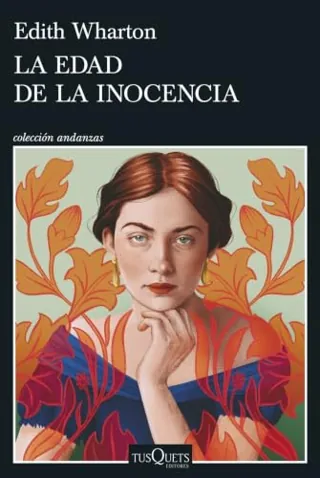 Edith Wharton
LA EDAD
DE LA INOCENCIA
colección andanzas
TUSQUETS
EDITORES